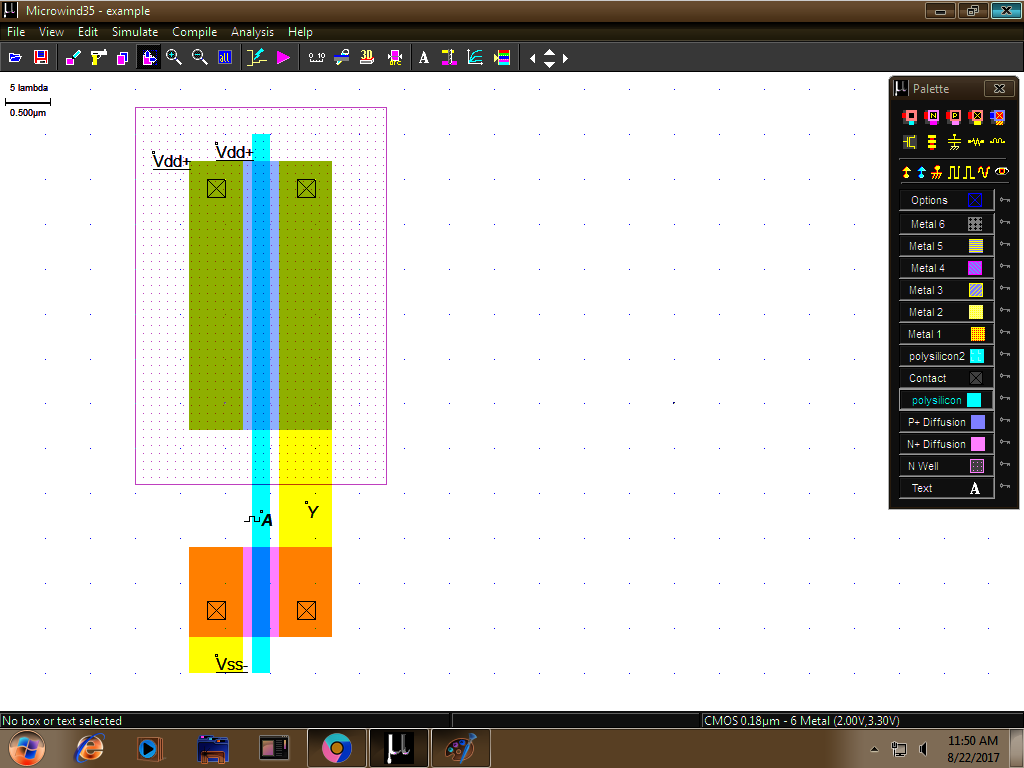 Microwind35 - example
File View Edit Simulate Compile Analysis Help
5 lambda
0.500µm
Vdd+
Vdd+
A
Y
Vss-
Palette
Options
Metal 6
Metal 5
Metal 4
Metal 3
Metal 2
Metal 1
polysilicon2
Contact
polysilicon
P+ Diffusion
N+ Diffusion
N Well
Text A
No box or text selected
CMOS 0.18µm - 6 Metal (2.00V,3.30V)
11:50 AM
8/22/2017